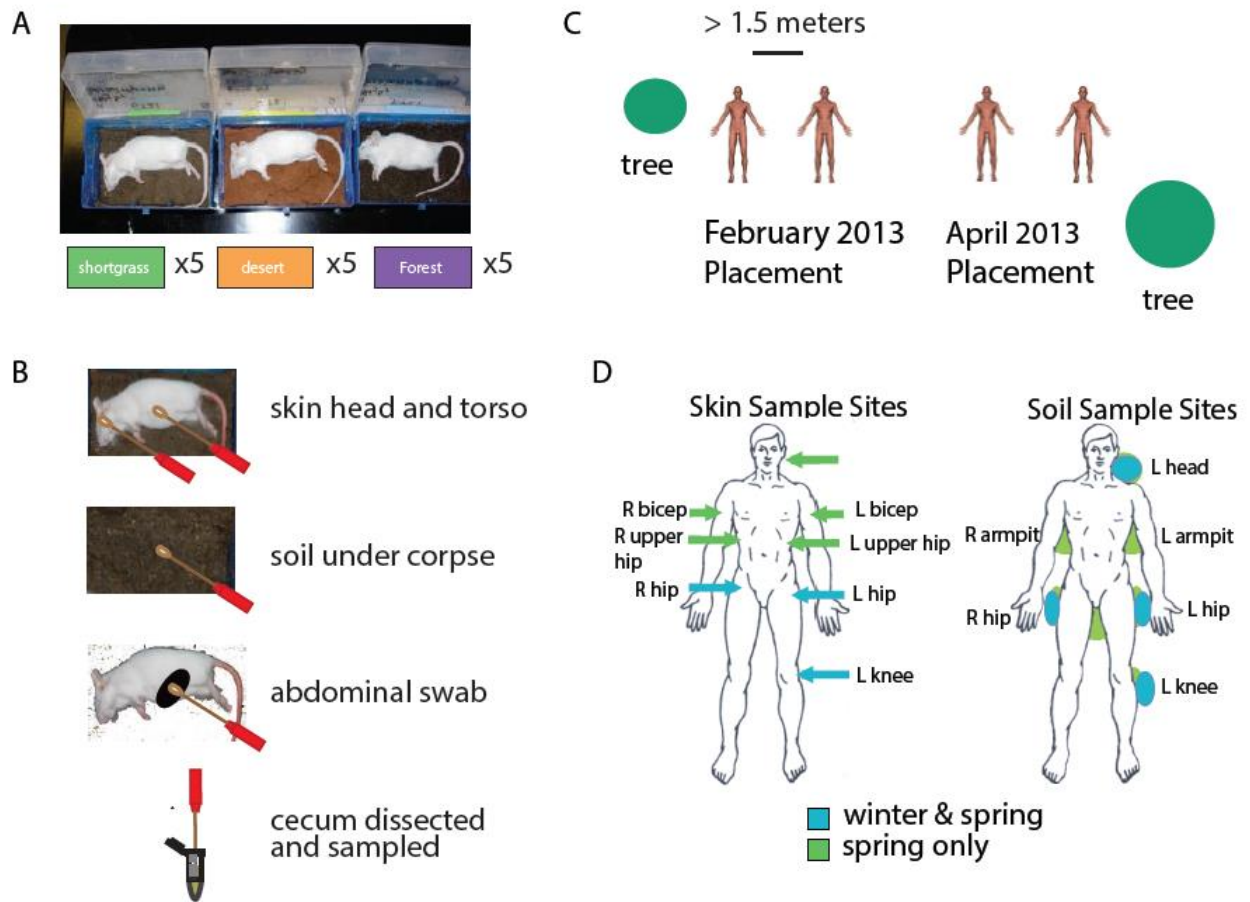 A
shortgrass x5 desert x5 Forest x5
B
skin head and torso
soil under corpse
abdominal swab
cecum dissected
and sampled
C
> 1.5 meters
tree
February 2013
Placement
April 2013
Placement
tree
D
Skin Sample Sites
R bicep
L bicep
R upper
hip
L upper hip
R hip
L hip
L knee
Soil Sample Sites
L head
R armpit
L armpit
R hip
L hip
L knee
winter & spring
spring only